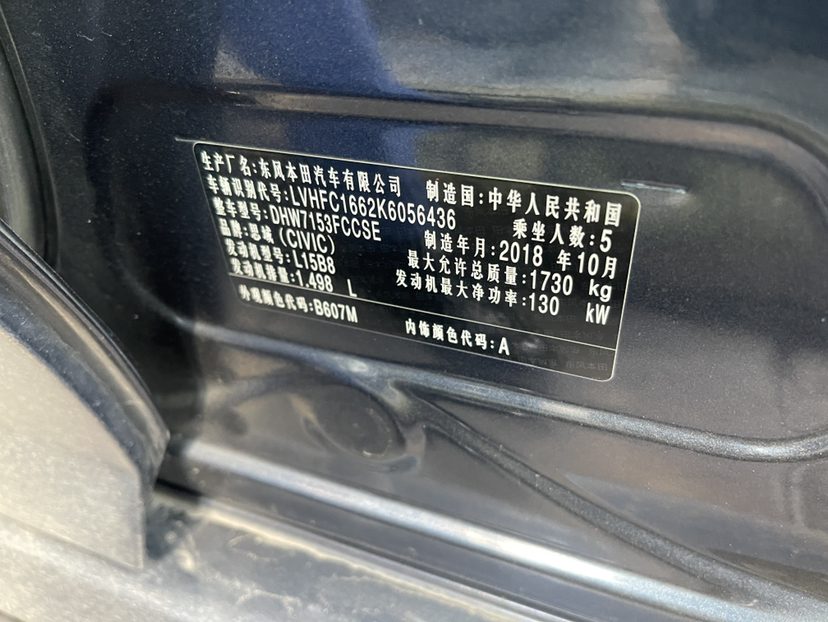 生产厂名:东风本田汽车有限公司 制造国:中华人民共和国
车辆识别代号:LVHFC1662K6056436 乘坐人数:5
整车型号:DHW7153FCCSE 制造年月:2018 年10月
品牌:思域(CIVIC) 最大允许总质量:1730 kg
发动机型号:L15B8 发动机最大净功率:130 kW
发动机排量:1.498 L
外观颜色代码:B607M 内饰颜色代码:A
东风本田